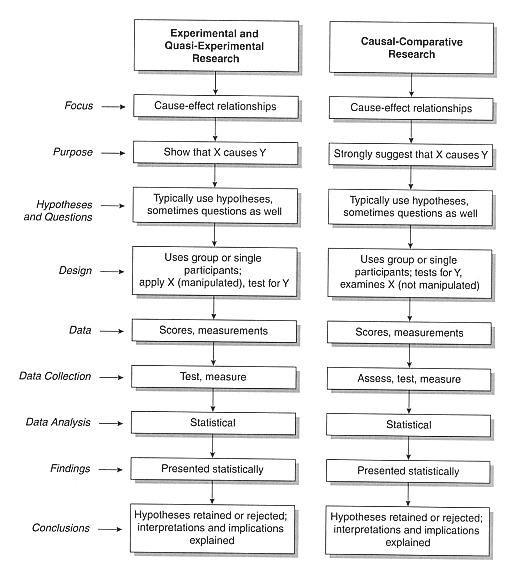 Experimental and
Quasi-Experimental
Research
Causal-Comparative
Research
Focus
Cause-effect relationships
Cause-effect relationships
Purpose
Show that X causes Y
Strongly suggest that X causes Y
Hypotheses
and Questions
Typically use hypotheses,
sometimes questions as well
Typically use hypotheses,
sometimes questions as well
Design
Uses group or single
participants;
apply X (manipulated), test for Y
Uses group or single
participants; tests for Y,
examines X (not manipulated)
Data
Scores, measurements
Scores, measurements
Data Collection
Test, measure
Assess, test, measure
Data Analysis
Statistical
Statistical
Findings
Presented statistically
Presented statistically
Conclusions
Hypotheses retained or rejected;
interpretations and implications
explained
Hypotheses retained or rejected;
interpretations and implications
explained